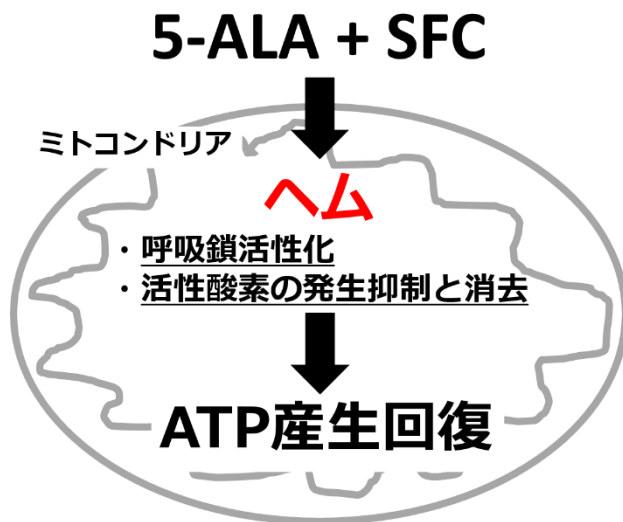 5-ALA + SFC
ミトコンドリア
ヘム
・呼吸鎖活性化
・活性酸素の発生抑制と消去
ATP産生回復